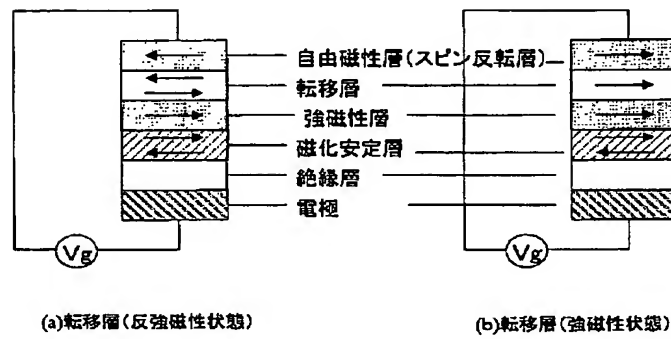 自由磁性層(スピン反転層)
転移層
強磁性層
磁化安定層
絶縁層
電極
Vg
Vg
(a)転移層(反強磁性状態)
(b)転移層(強磁性状態)